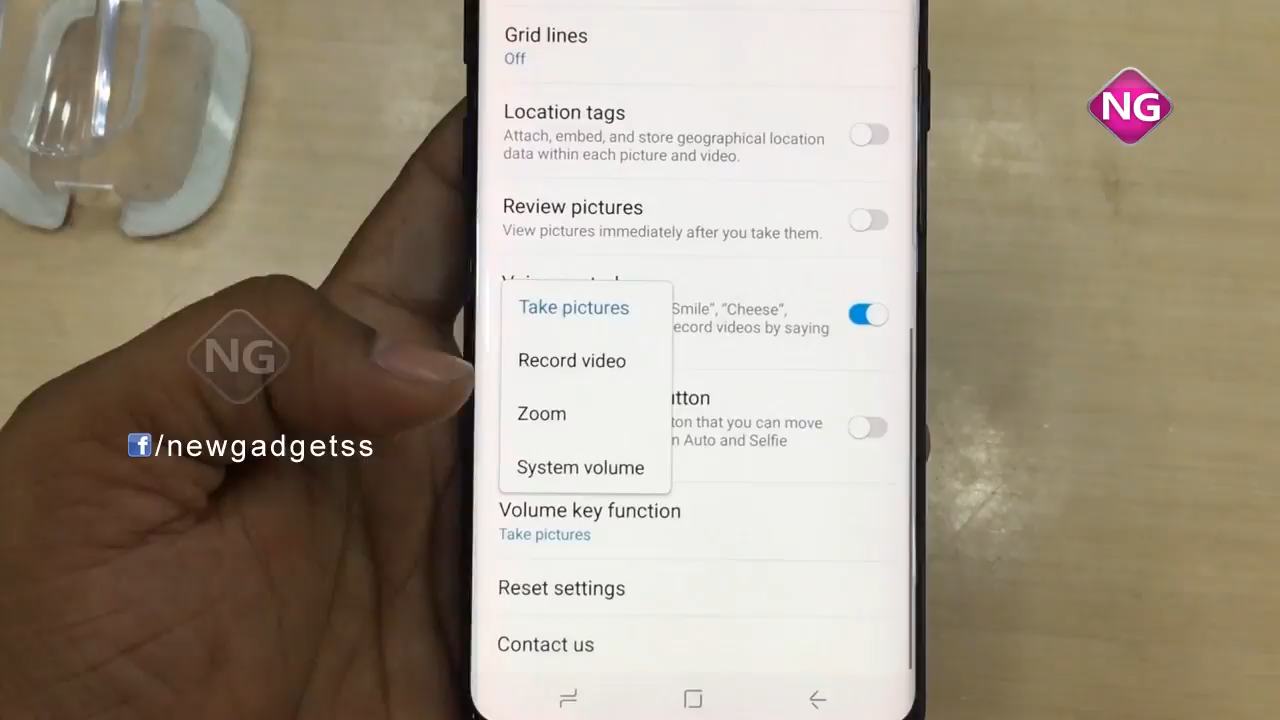 Grid lines
Off
Location tags
Attach, embed, and store geographical location
data within each picture and video.
NG
Review pictures
View pictures immediately after you take them.
Take pictures
Smile", "Cheese",
record videos by saying
Record video
NG
Zoom
tton that you can move
n Auto and Selfie
/newgadgetss
System volume
Volume key function
Take pictures
Reset settings
Contact us